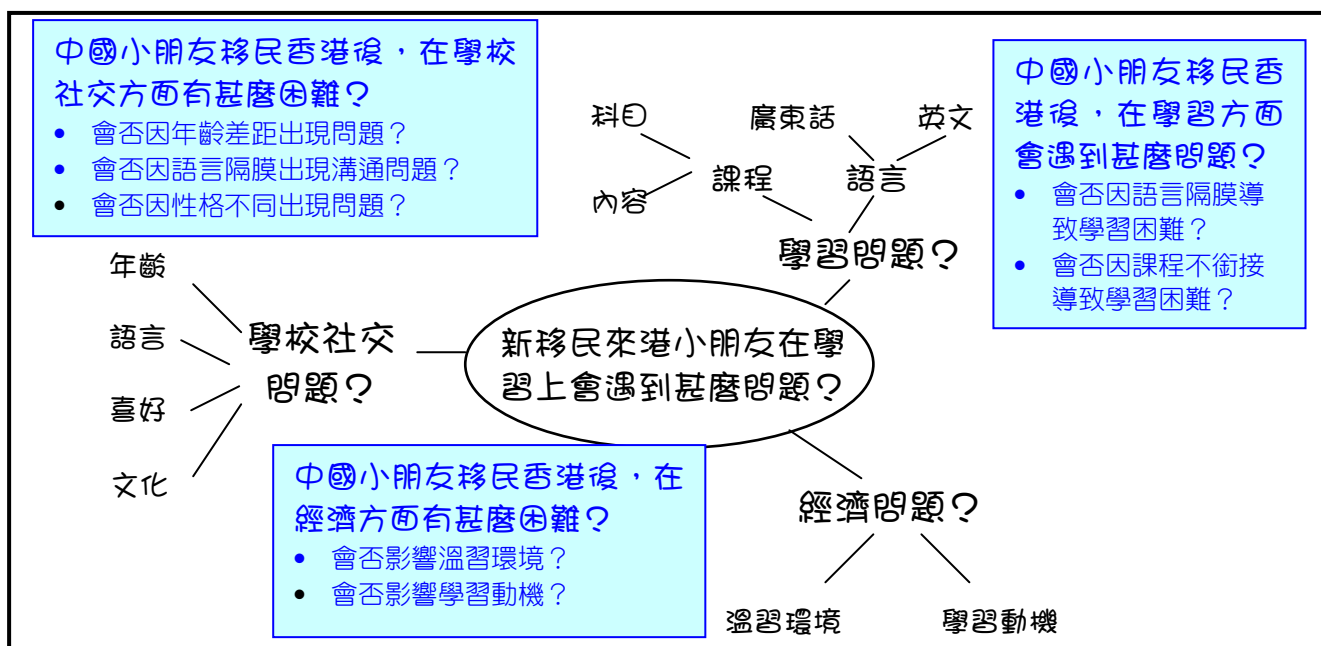 中國小朋友移民香港後，在學校
社交方面有甚麼困難？
• 會否因年齡差距出現問題？
• 會否因語言隔膜出現溝通問題？
• 會否因性格不同出現問題？
中國小朋友移民香
港後，在學習方面
會遇到甚麼問題？
• 會否因語言隔膜導
致學習困難？
• 會否因課程不銜接
導致學習困難？
科目
廣東話
英文
內容
課程
語言
學習問題？
年齡
語言
喜好
文化
學校社交
問題？
新移民來港小朋友在學
習上會遇到甚麼問題？
中國小朋友移民香港後，在
經濟方面有甚麼困難？
• 會否影響溫習環境？
• 會否影響學習動機？
經濟問題？
溫習環境
學習動機